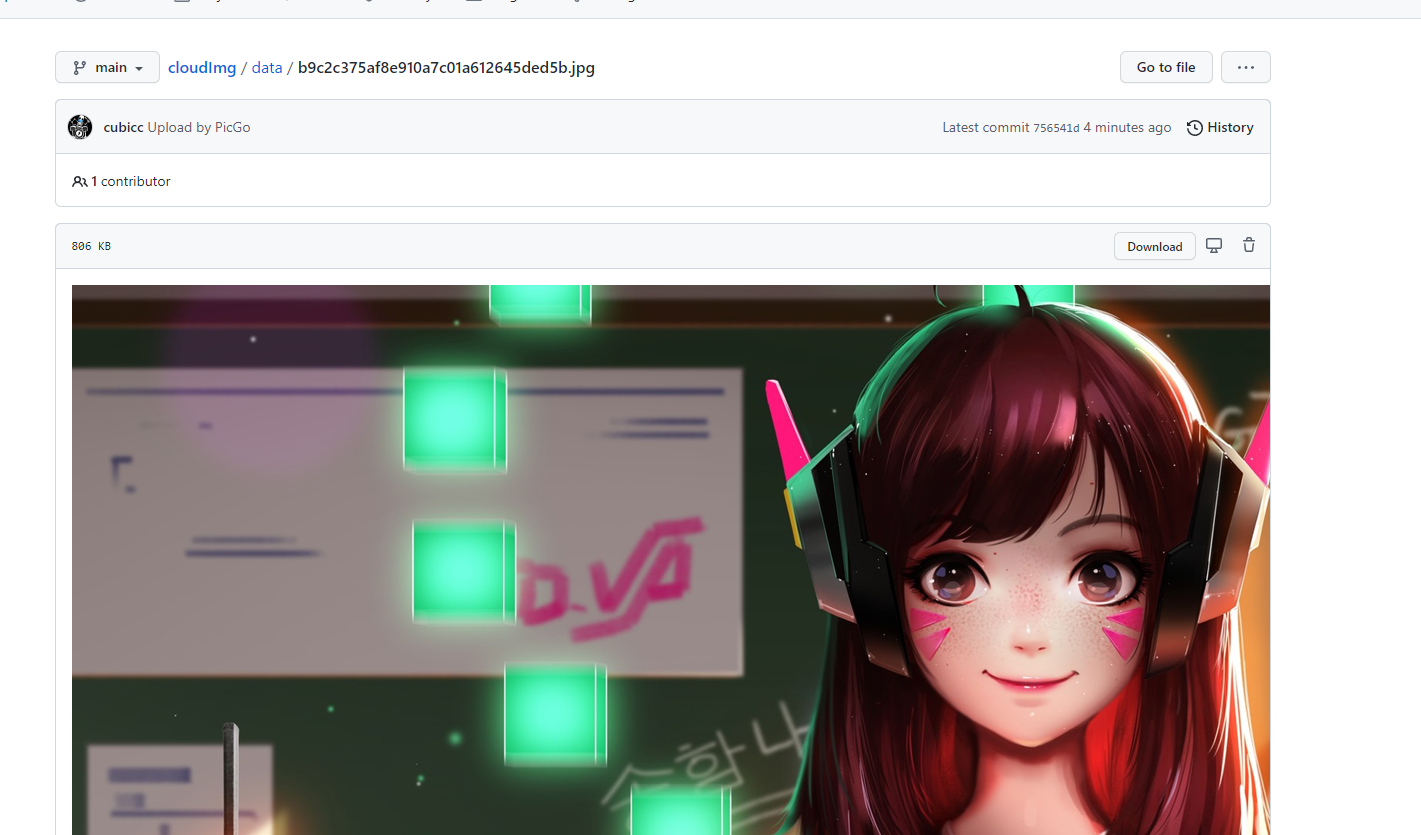 main
cloudImg / data / b9c2c375af8e910a7c01a612645ded5b.jpg
Go to file
...
cubicc Upload by PicGo
Latest commit 756541d 4 minutes ago
History
1 contributor
806 KB
Download
D.VA